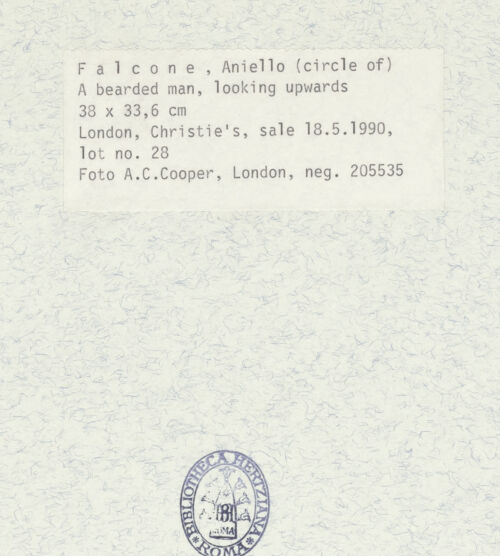 F a l c o n e , Aniello (circle of)
A bearded man, looking upwards
38 x 33,6 cm
London, Christie's, sale 18.5.1990,
lot no. 28
Foto A.C.Cooper, London, neg. 205535
BIBLIOTHECA HERTZIANA
* ROMA *